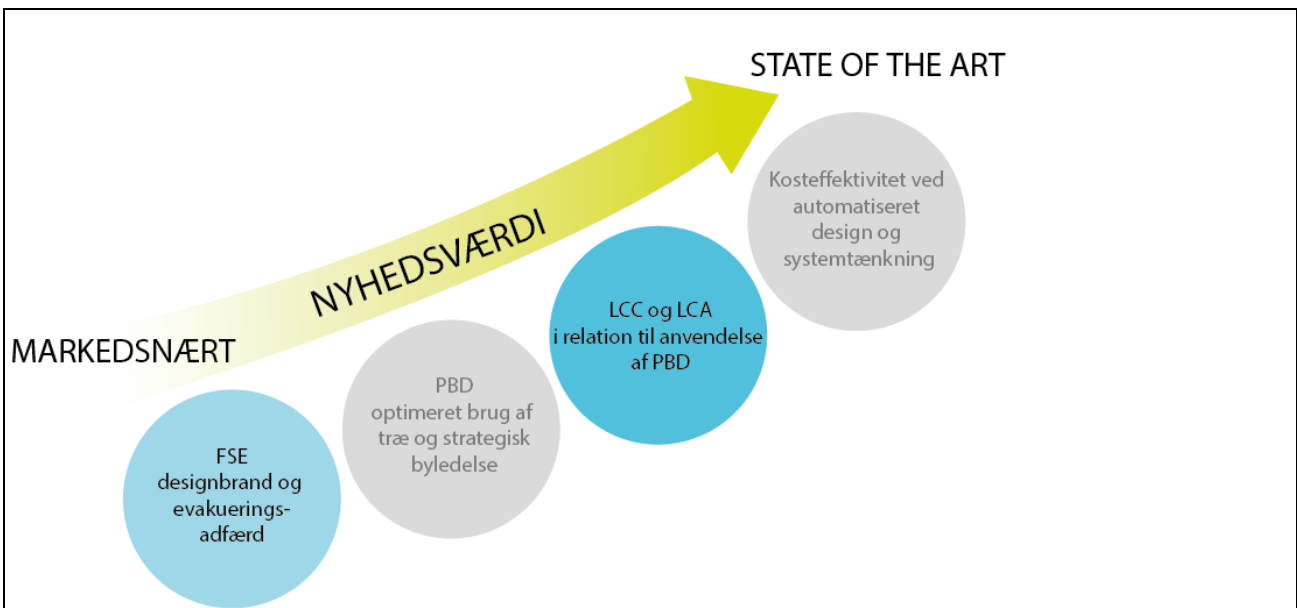 STATE OF THE ART
NYHEDSVÆRDI
MARKEDSNÆRT
FSE
designbrand og
evakuerings-
adfærd
PBD
optimeret brug af
træ og strategisk
byledelse
LCC og LCA
i relation til anvendelse
af PBD
Kosteffektivitet ved
automatiseret
design og
systemtænkning